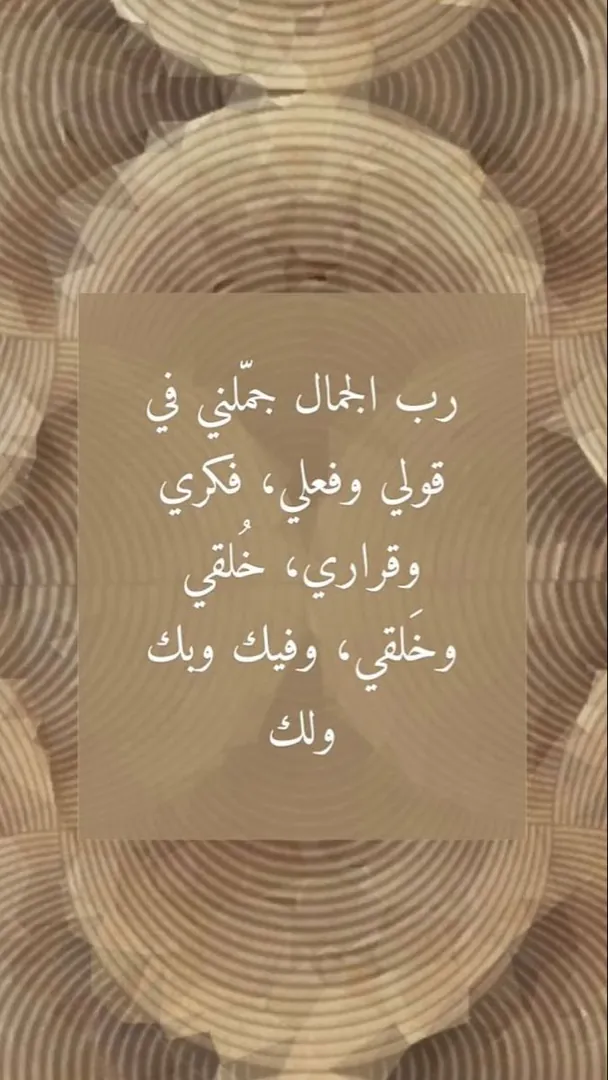 رب الجمال جمّلني في
قولي وفعلي، فكري
وقراري، خُلقي
وخَلقي، وفيك وبك
ولك